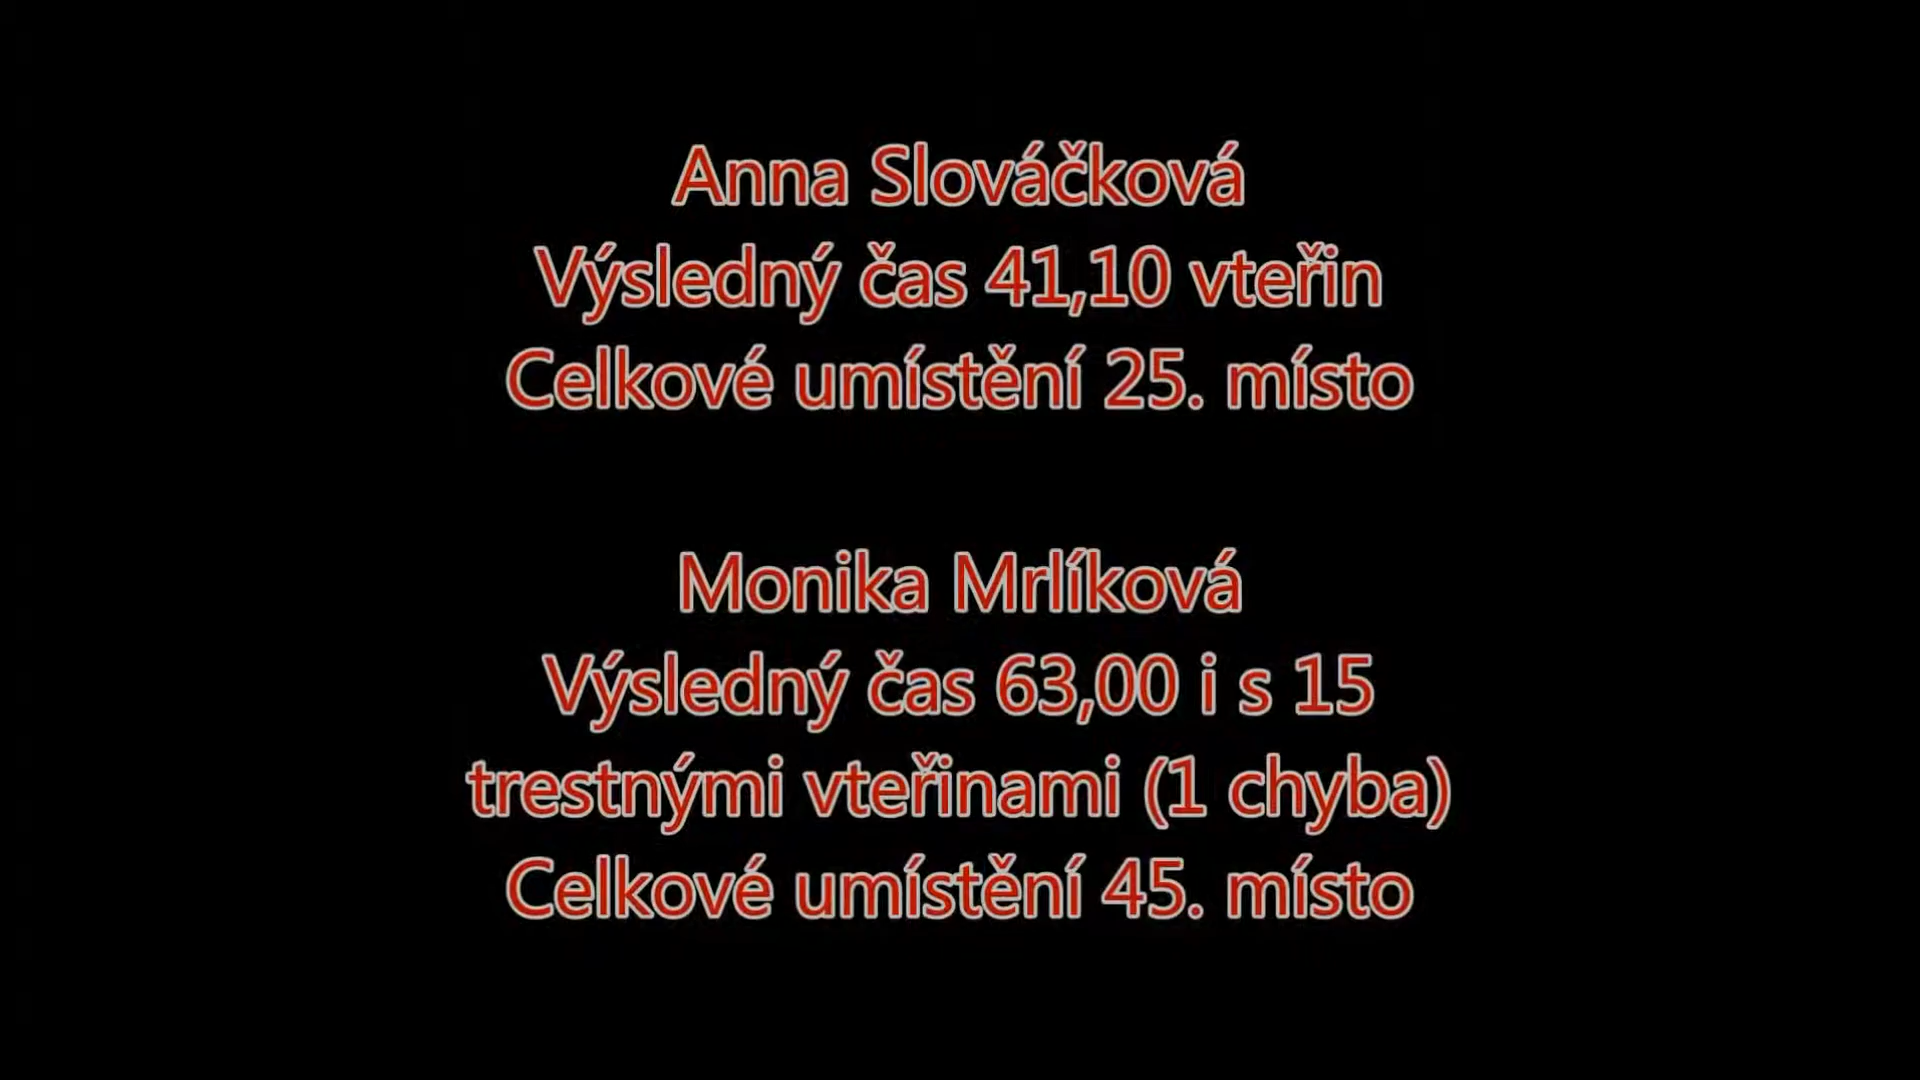 Anna Slováčková
Výsledný čas 41,10 vteřin
Celkové umístění 25. místo
Monika Mrlíková
Výsledný čas 63,00 i s 15
trestnými vteřinami (1 chyba)
Celkové umístění 45. místo